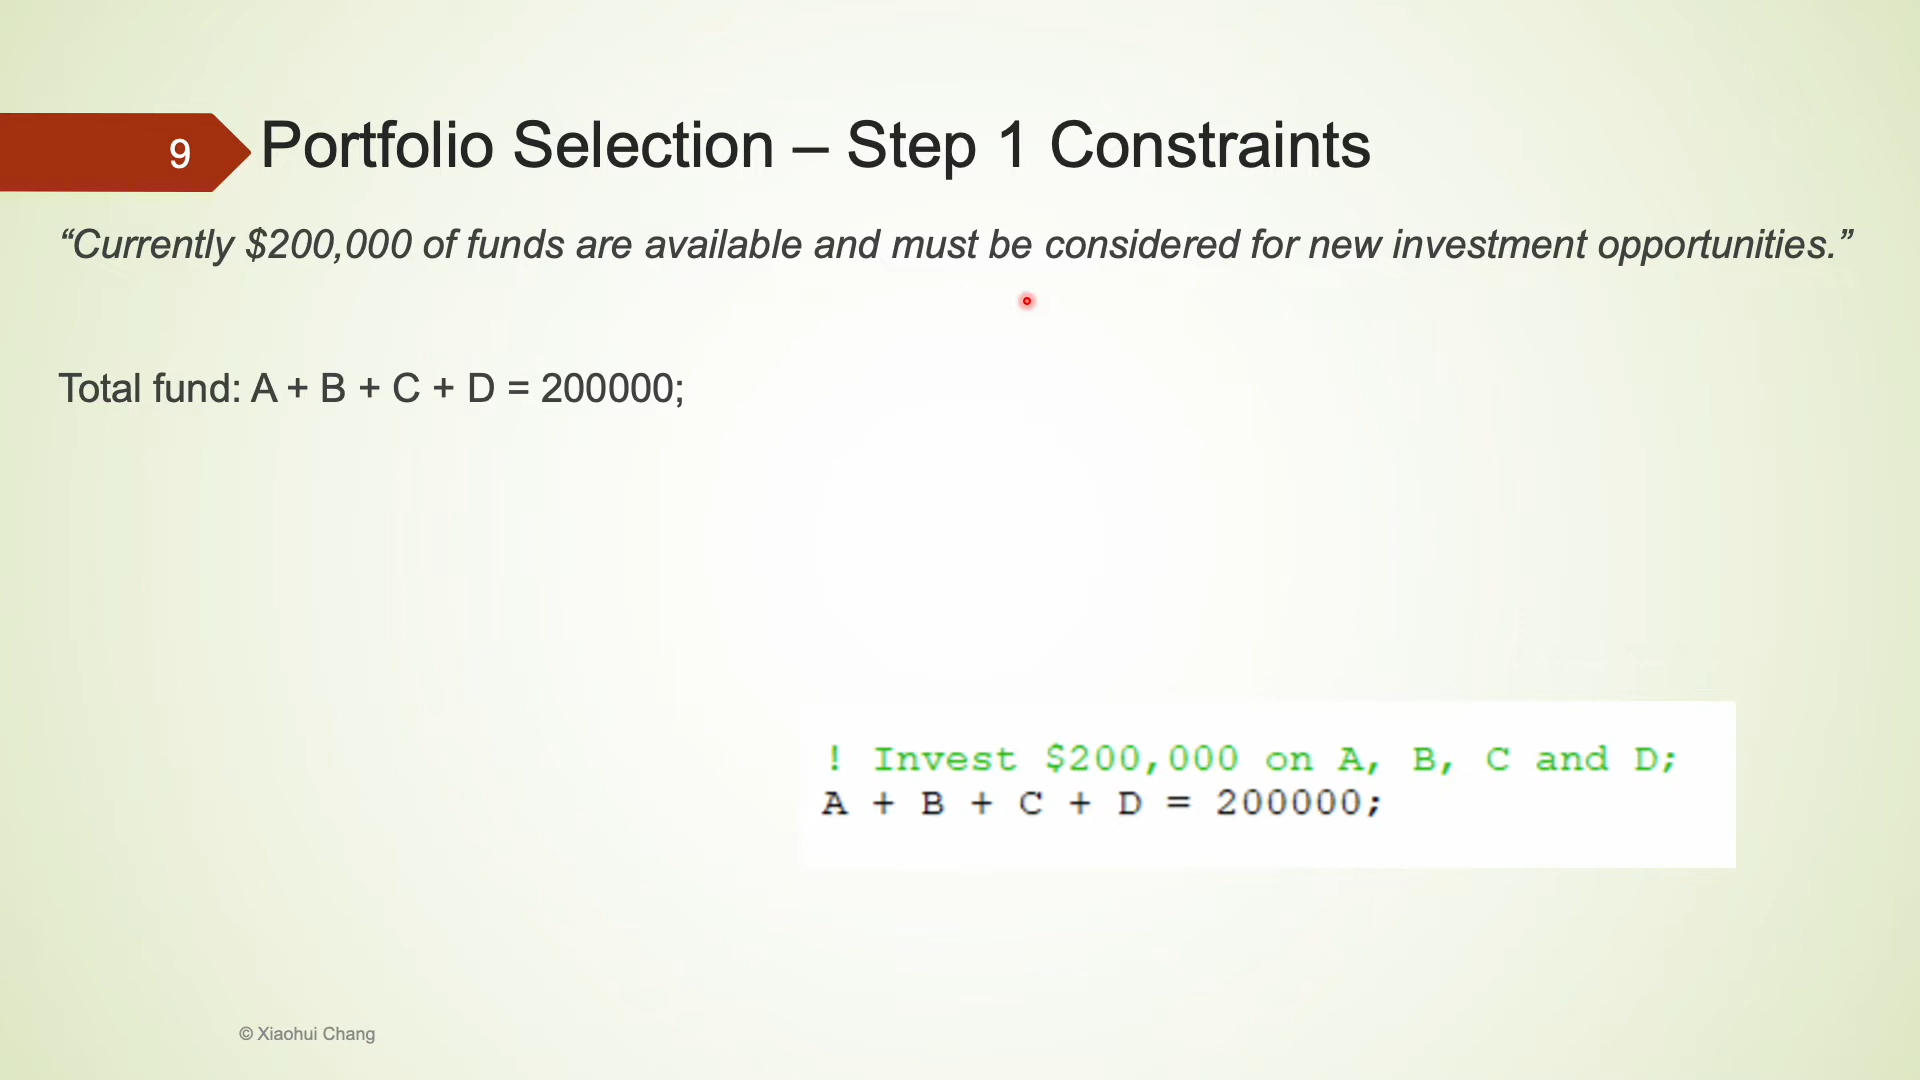 9
Portfolio Selection – Step 1 Constraints
“Currently $200,000 of funds are available and must be considered for new investment opportunities.”
Total fund: A + B + C + D = 200000;
! Invest $200,000 on A, B, C and D;
A + B + C + D = 200000;
© Xiaohui Chang